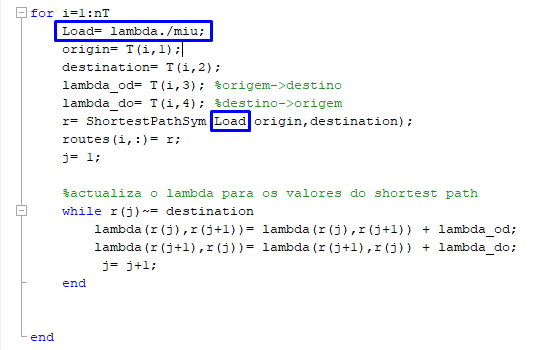 for i=1:nT
Load= lambda./miu;
origin= T(i,1);
destination= T(i,2);
lambda_od= T(i,3); %origem->destino
lambda_do= T(i,4); %destino->origem
r= ShortestPathSym Load origin,destination);
routes(i,:)= r;
j= 1;
%actualiza o lambda para os valores do shortest path
while r(j)~= destination
lambda(r(j),r(j+1))= lambda(r(j),r(j+1)) + lambda_od;
lambda(r(j+1),r(j))= lambda(r(j+1),r(j)) + lambda_do;
j= j+1;
end
end